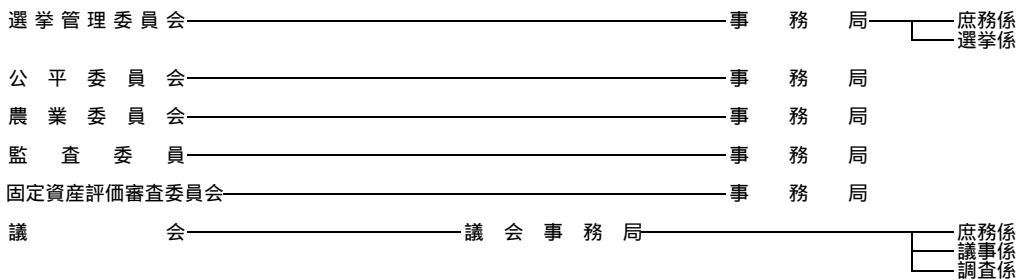 選挙管理委員会 事務局 庶務係
選挙係
公平委員会 事務局
農業委員会 事務局
監査委員 事務局
固定資産評価審査委員会 事務局
議会 議会事務局 庶務係
議事係
調査係